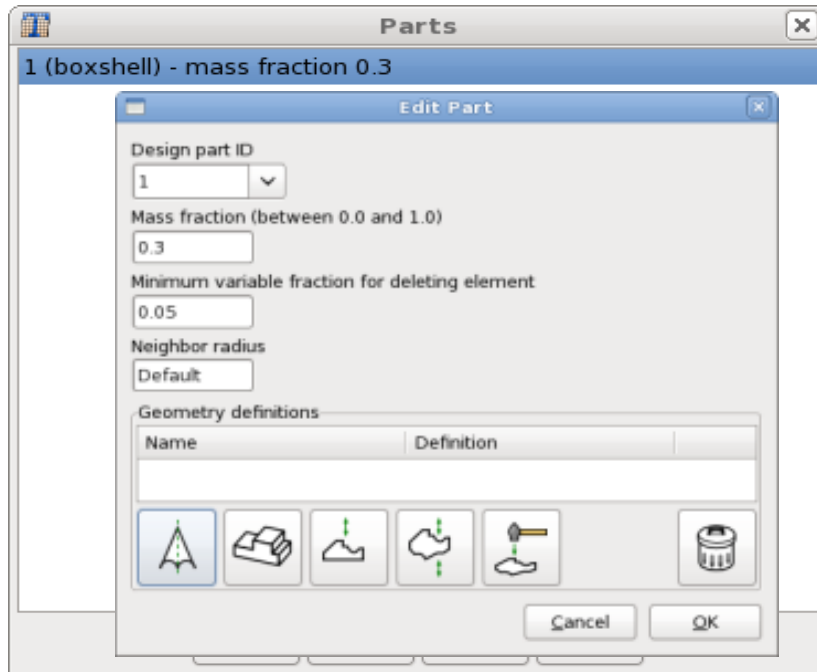 Parts
1 (boxshell) - mass fraction 0.3
Edit Part
Design part ID
1
Mass fraction (between 0.0 and 1.0)
0.3
Minimum variable fraction for deleting element
0.05
Neighbor radius
Default
Geometry definitions
Name Definition
Cancel OK